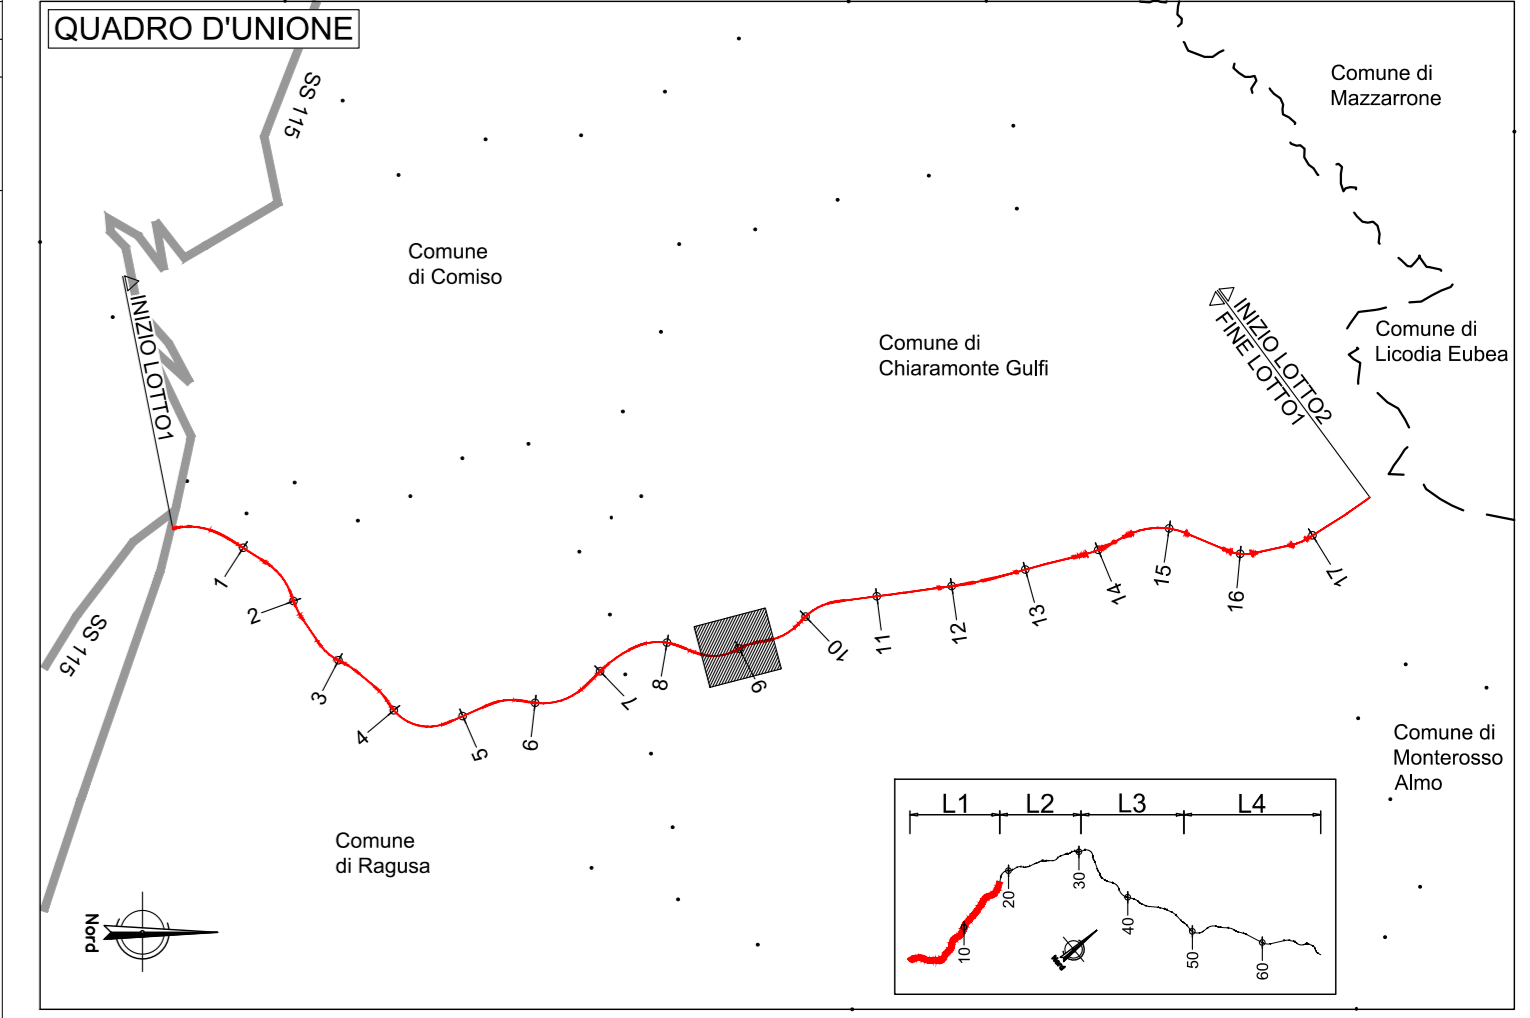 QUADRO D'UNIONE
SS 115
Comune di
Mazzarrone
Comune
di Comiso
INIZIO LOTTO1
Comune di
Chiaramonte Gulfi
INIZIO LOTTO2
FINE LOTTO1
Comune di
Licodia Eubea
1
2
3
4
5
6
7
8
9
10
11
12
13
14
15
16
17
SS 115
Comune
di Ragusa
Comune di
Monterosso
Almo
Nord
L1 L2 L3 L4
10
20
30
40
50
60
Nord